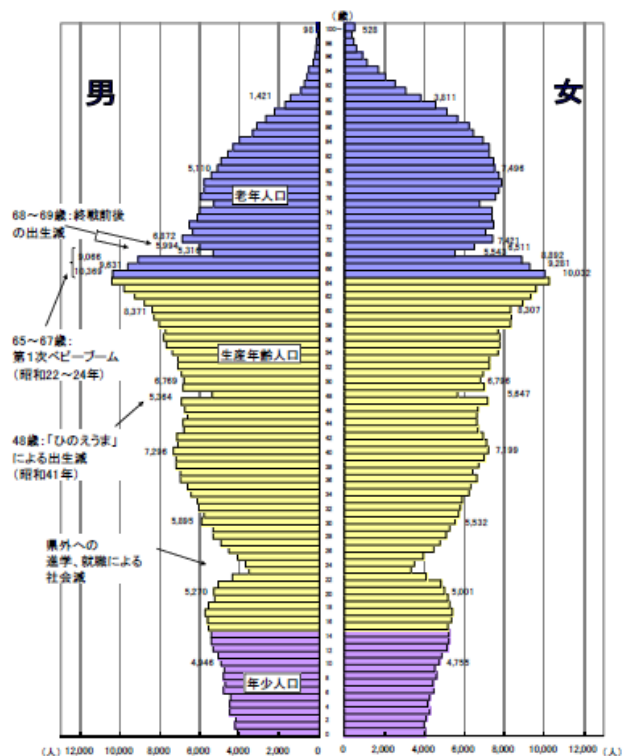 (歳)
男
女
98
528
1,421
3,811
5,110
7,496
老年人口
68~69歳:終戦前後
の出生減
6,872
5,994
5,316
7,421
6,511
5,543
9,066
9,631
10,369
8,892
9,281
10,032
65~67歳:
第1次ベビーブーム
(昭和22~24年)
8,371
8,307
生産年齢人口
6,769
5,364
6,796
5,647
48歳:「ひのえうま」
による出生減
(昭和41年)
7,296
7,199
5,895
5,532
県外への
進学、就職による
社会減
5,270
5,001
4,946
4,755
年少人口
(人) 12,000 10,000 8,000 6,000 4,000 2,000 0
0 2,000 4,000 6,000 8,000 10,000 12,000 (人)